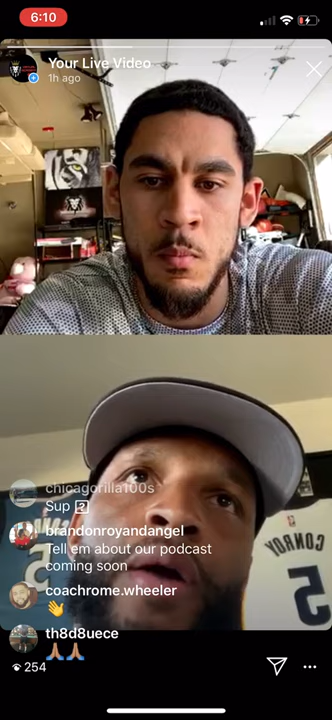 6:10
Your Live Video
1h ago
chicagorilla100s
Sup ?
brandonroyandangel
Tell em about our podcast
coming soon
coachrome.wheeler
👋
th8d8uece
🙏🏽🙏🏽
254
CONROY
5